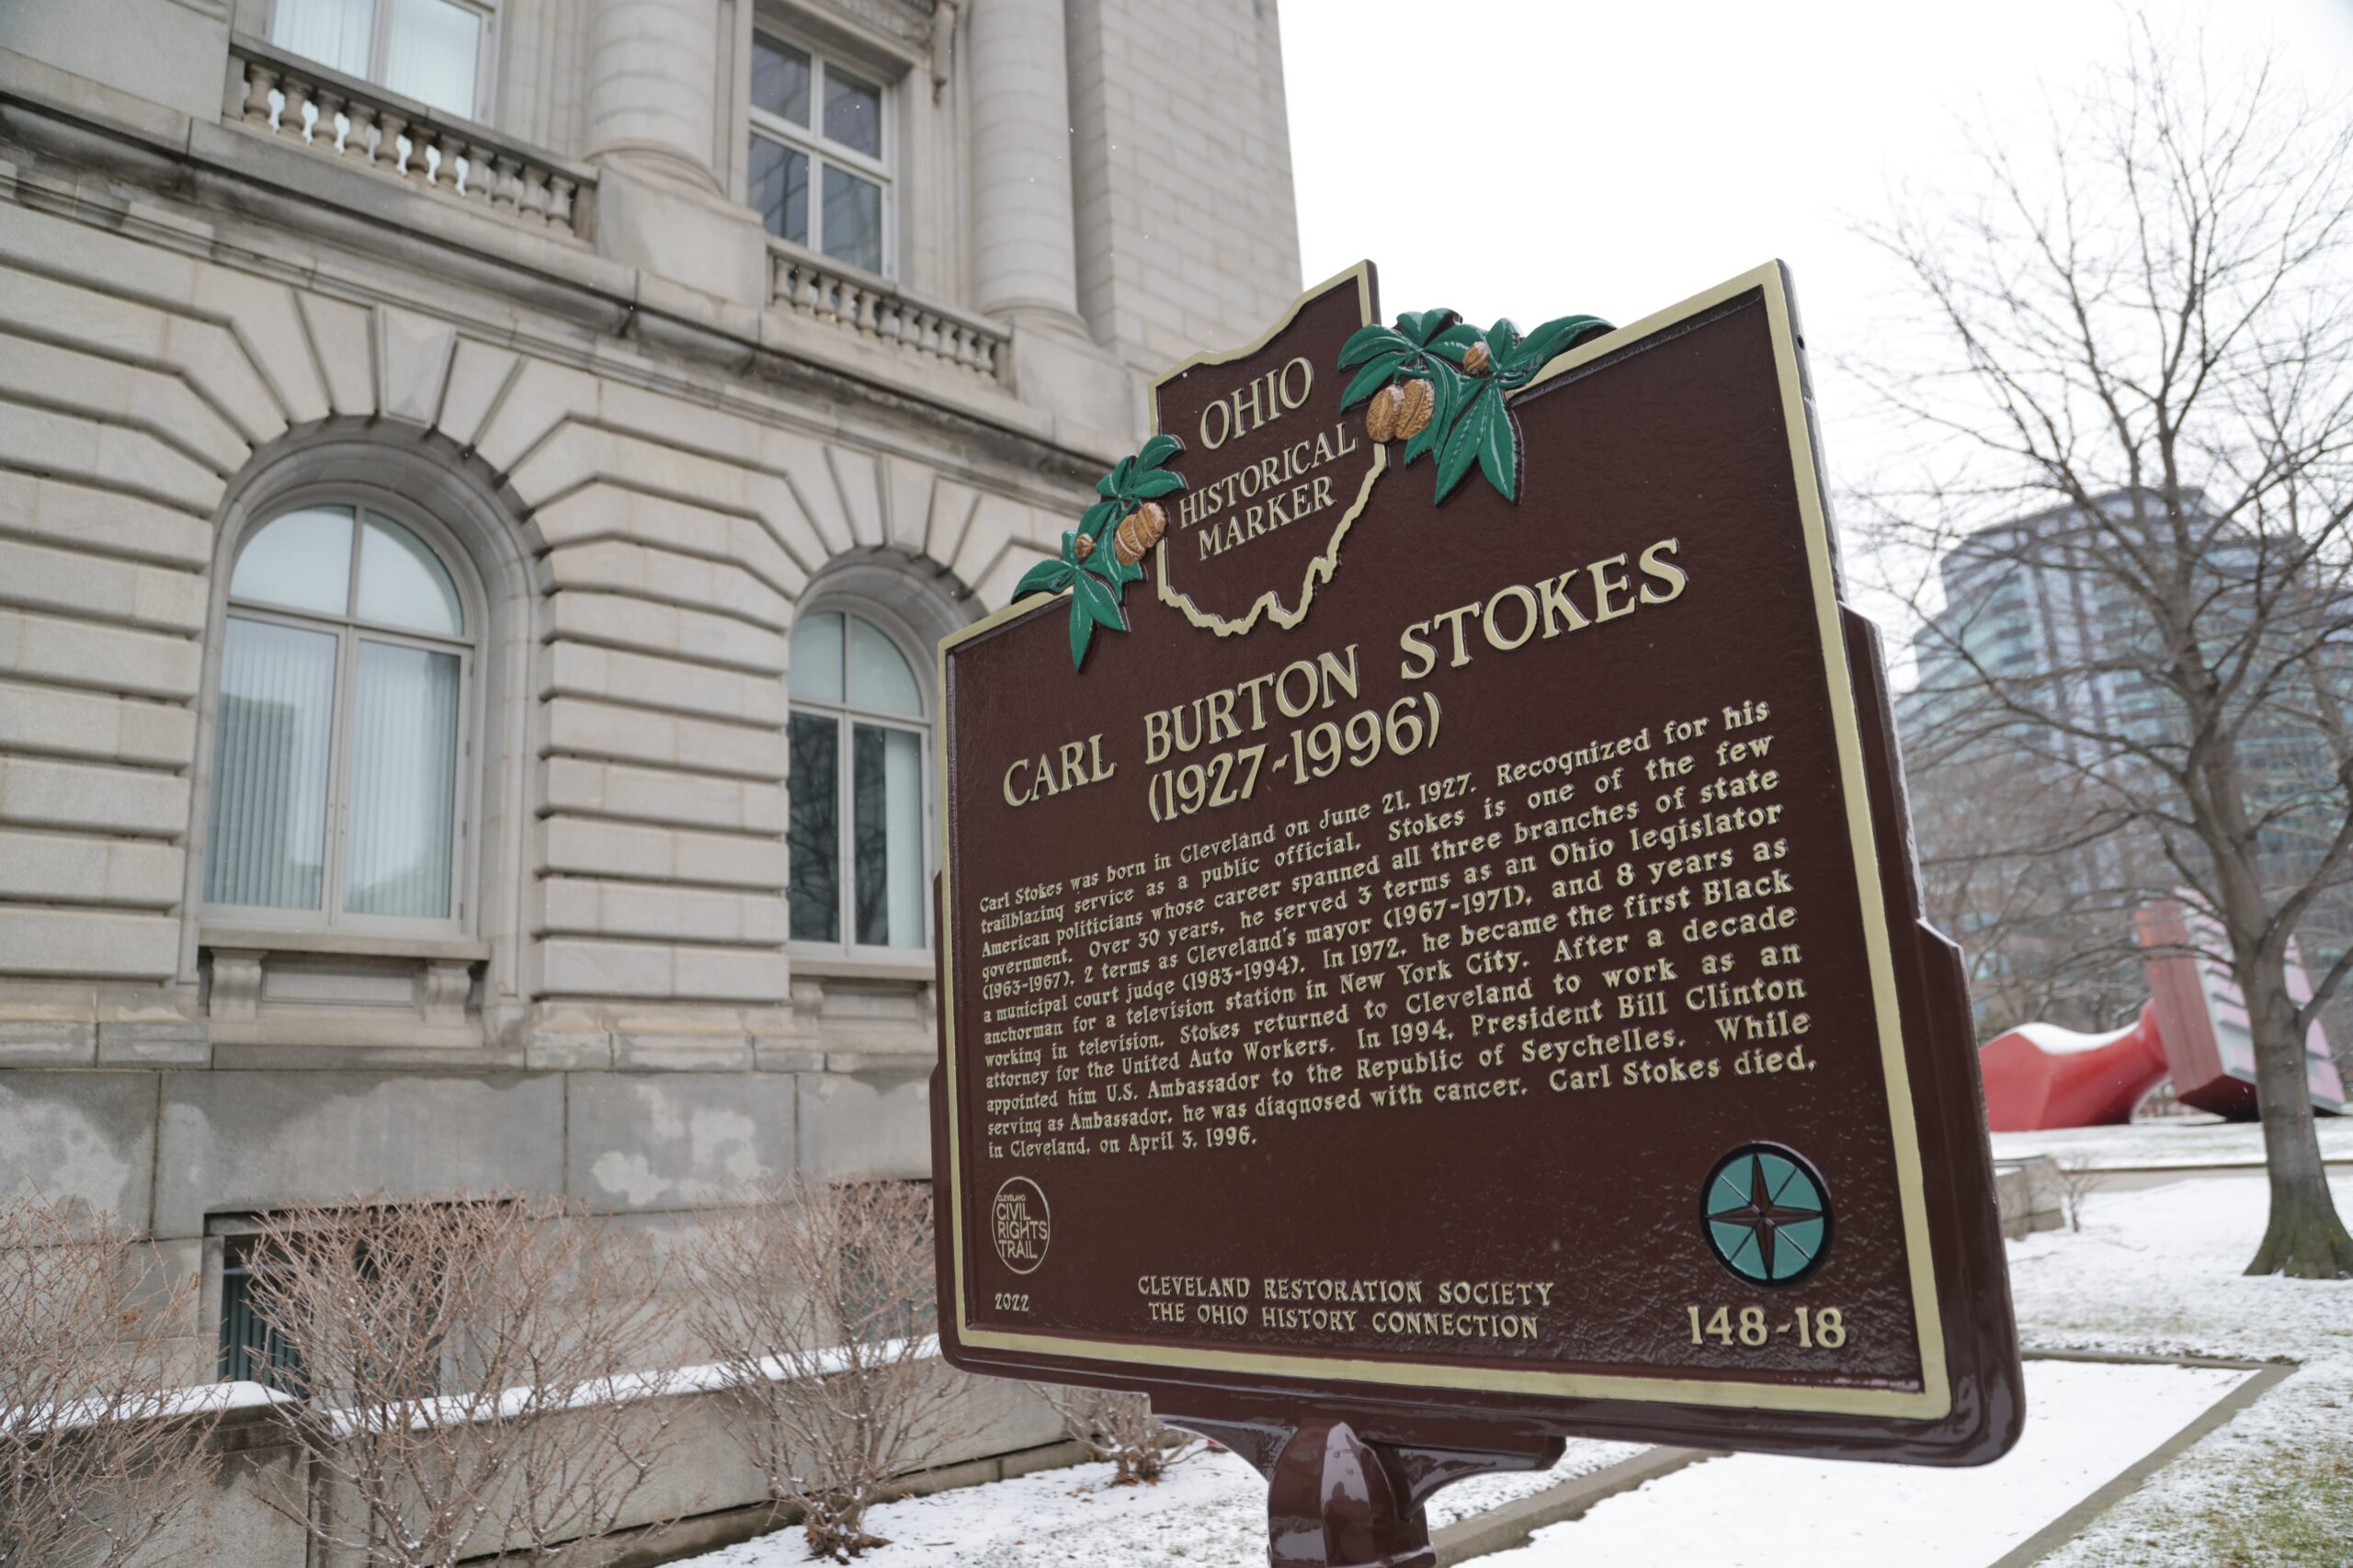 OHIO
HISTORICAL
MARKER
CARL BURTON STOKES
(1927-1996)
Carl Stokes was born in Cleveland on June 21, 1927. Recognized for his
trailblazing service as a public official, Stokes is one of the few
American politicians whose career spanned all three branches of state
government. Over 30 years, he served 3 terms as an Ohio legislator
(1963-1967), 2 terms as Cleveland's mayor (1967-1971), and 8 years as
a municipal court judge (1983-1994). In 1972, he became the first Black
anchorman for a television station in New York City. After a decade
working in television, Stokes returned to Cleveland to work as an
attorney for the United Auto Workers. In 1994, President Bill Clinton
appointed him U.S. Ambassador to the Republic of Seychelles. While
serving as Ambassador, he was diagnosed with cancer. Carl Stokes died,
in Cleveland, on April 3, 1996.
CLEVELAND
CIVIL
RIGHTS
TRAIL
2022
CLEVELAND RESTORATION SOCIETY
THE OHIO HISTORY CONNECTION
148-18